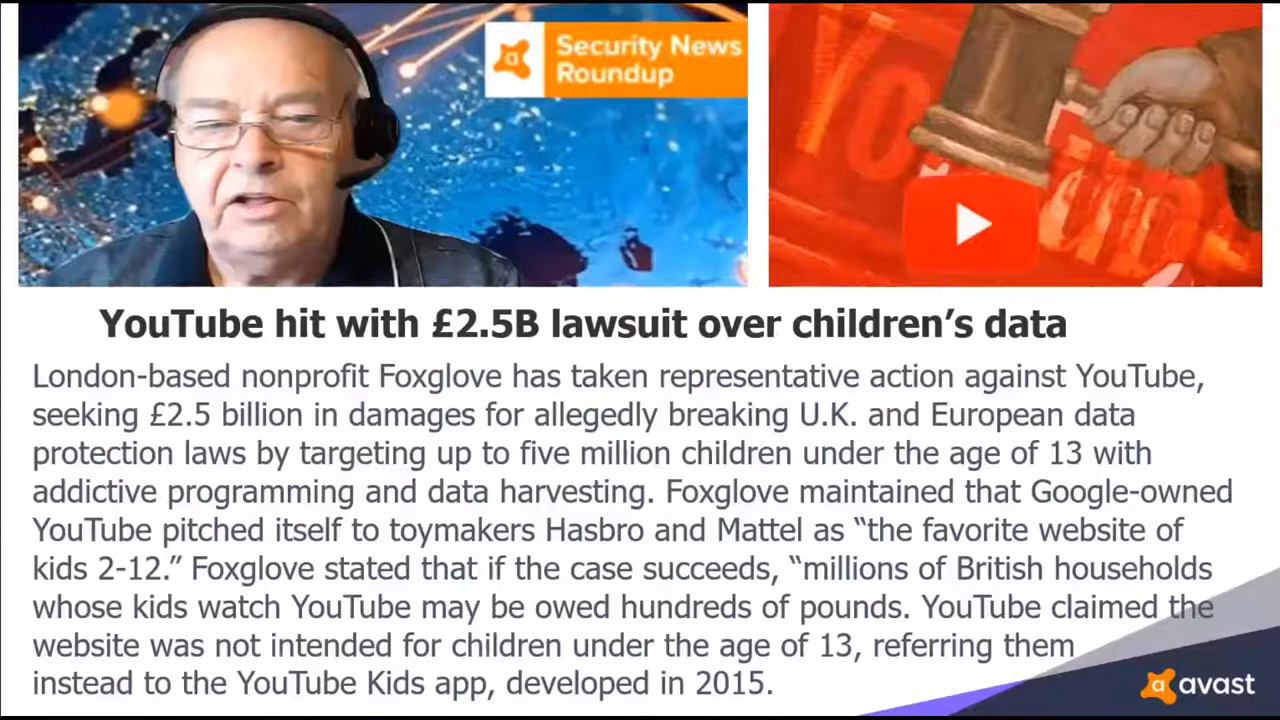 Security News
Roundup
YouTube hit with £2.5B lawsuit over children’s data
London-based nonprofit Foxglove has taken representative action against YouTube,
seeking £2.5 billion in damages for allegedly breaking U.K. and European data
protection laws by targeting up to five million children under the age of 13 with
addictive programming and data harvesting. Foxglove maintained that Google-owned
YouTube pitched itself to toymakers Hasbro and Mattel as “the favorite website of
kids 2-12.” Foxglove stated that if the case succeeds, “millions of British households
whose kids watch YouTube may be owed hundreds of pounds. YouTube claimed the
website was not intended for children under the age of 13, referring them
instead to the YouTube Kids app, developed in 2015.
avast